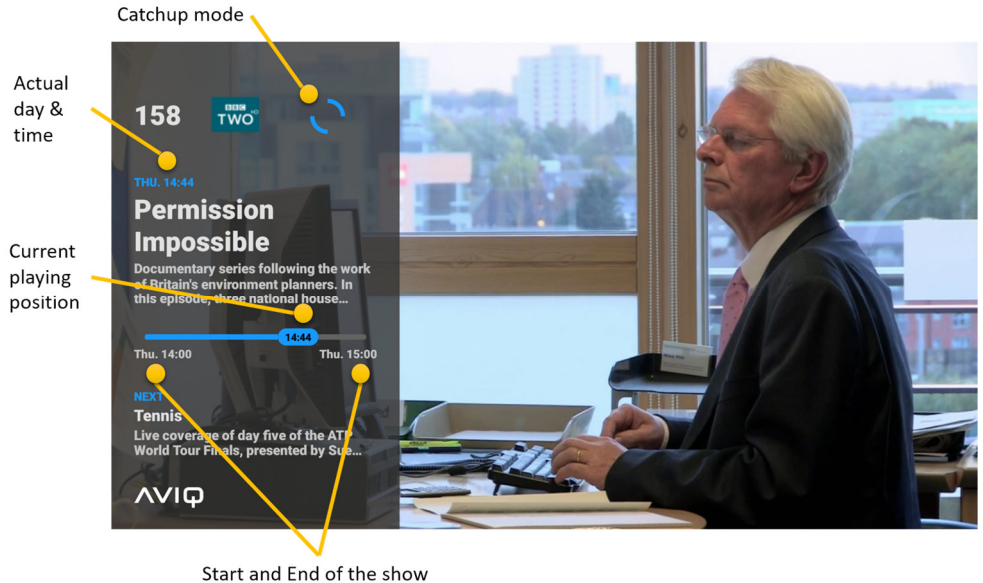 Catchup mode
Actual
day &
time
158
BBC
TWO HD
THU. 14:44
Permission
Impossible
Documentary series following the work
of Britain's environment planners. In
this episode, three national house...
Current
playing
position
14:44
Thu. 14:00 Thu. 15:00
NEXT
Tennis
Live coverage of day five of the ATP
World Tour Finals, presented by Sue...
AVIQ
Start and End of the show